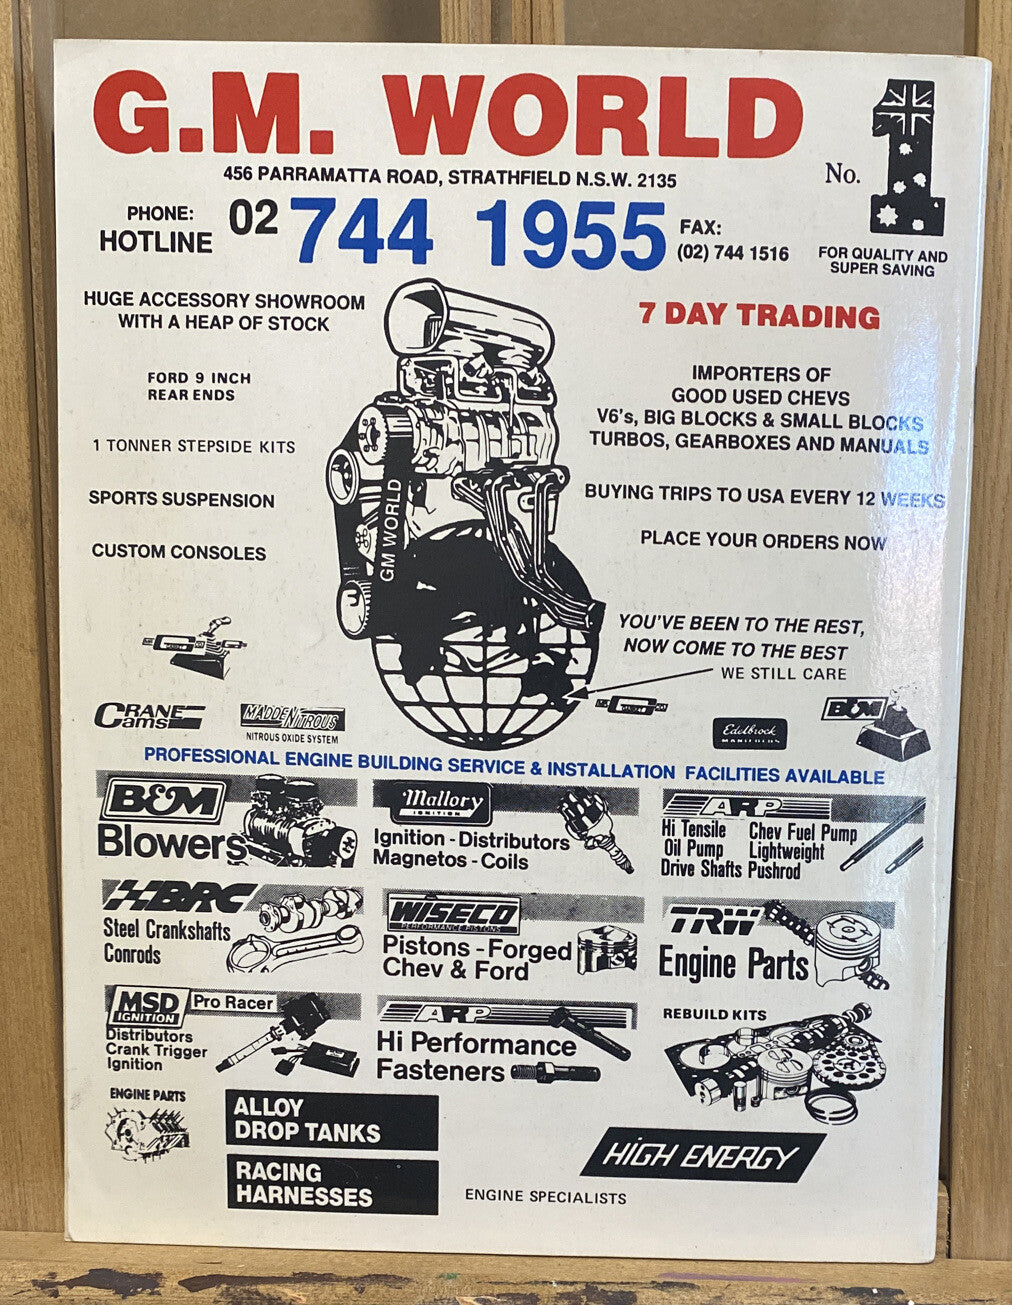 G.M. WORLD
456 PARRAMATTA ROAD, STRATHFIELD N.S.W. 2135
No. 1
PHONE:
HOTLINE
02 744 1955
FAX:
(02) 744 1516
FOR QUALITY AND
SUPER SAVING
HUGE ACCESSORY SHOWROOM
WITH A HEAP OF STOCK
7 DAY TRADING
FORD 9 INCH
REAR ENDS
1 TONNER STEPSIDE KITS
SPORTS SUSPENSION
CUSTOM CONSOLES
IMPORTERS OF
GOOD USED CHEVS
V6's, BIG BLOCKS & SMALL BLOCKS
TURBOS, GEARBOXES AND MANUALS
BUYING TRIPS TO USA EVERY 12 WEEKS
PLACE YOUR ORDERS NOW
GM WORLD
YOU'VE BEEN TO THE REST,
NOW COME TO THE BEST
WE STILL CARE
CRANE
Cams
MADDEN NITROUS
NITROUS OXIDE SYSTEM
Edelbrock
MANIFOLDS
B&M
PROFESSIONAL ENGINE BUILDING SERVICE & INSTALLATION FACILITIES AVAILABLE
B&M
Blowers
Mallory
IGNITION
Ignition - Distributors
Magnetos - Coils
ARP
Hi Tensile Chev Fuel Pump
Oil Pump Lightweight
Drive Shafts Pushrod
BRC
Steel Crankshafts
Conrods
WISECO
PERFORMANCE PISTONS
Pistons - Forged
Chev & Ford
TRW
Engine Parts
MSD
IGNITION
Pro Racer
Distributors
Crank Trigger
Ignition
ARP
Hi Performance
Fasteners
REBUILD KITS
ENGINE PARTS
ALLOY
DROP TANKS
RACING
HARNESSES
HIGH ENERGY
ENGINE SPECIALISTS